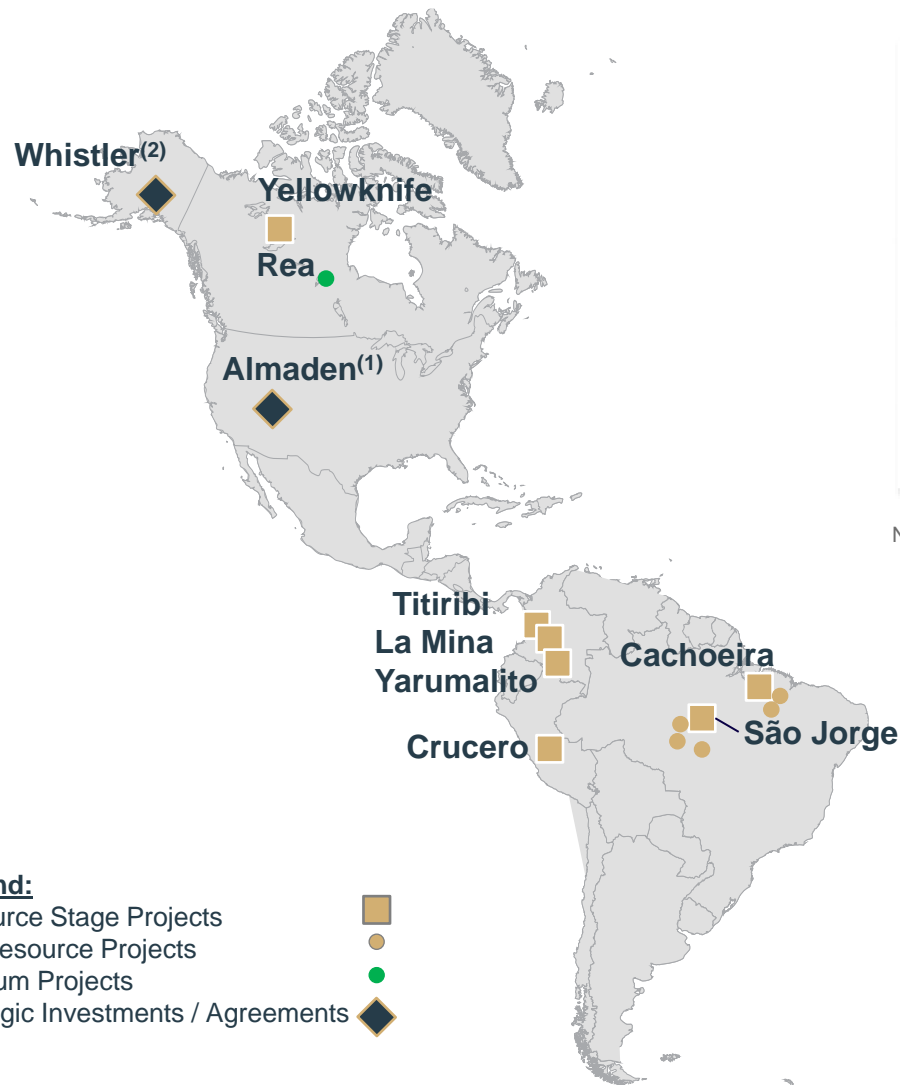 Whistler(2)
Yellowknife
Rea
Almaden(1)
N
Titiribi
La Mina
Yarumalito
Cachoeira
São Jorge
Crucero
nd:
urce Stage Projects
esource Projects
um Projects
gic Investments / Agreements